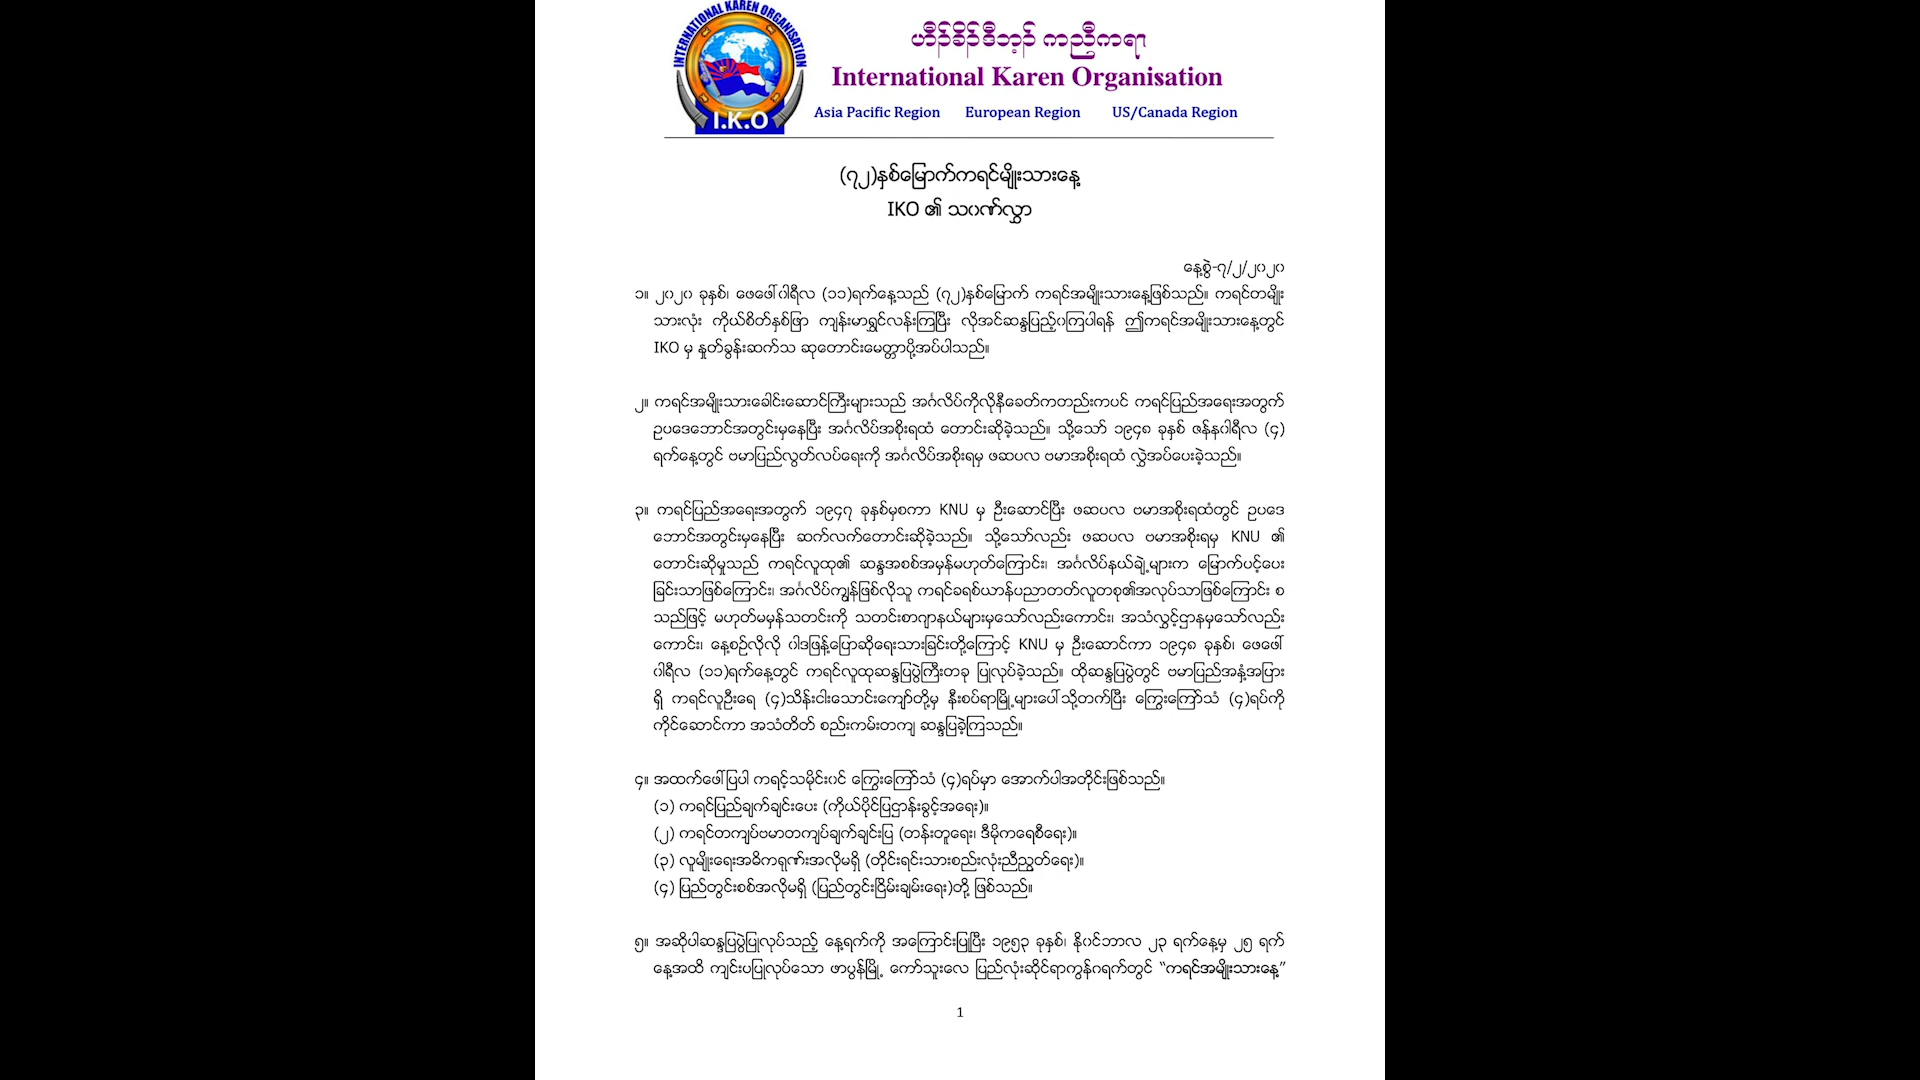 INTERNATIONAL KAREN ORGANISATION
I.K.O
ဟီၣ်ခိၣ်ဒီဘ့ၣ် ကညီကရၢ
International Karen Organisation
Asia Pacific Region European Region US/Canada Region
(၇၂)နှစ်မြောက်ကရင်မျိုးသားနေ့
IKO ၏ သဝဏ်လွှာ
နေ့စွဲ-၇/၂/၂၀၂၀
၁။ ၂၀၂၀ ခုနှစ်၊ ဖေဖေါ်ဝါရီလ (၁၁)ရက်နေ့သည် (၇၂)နှစ်မြောက် ကရင်အမျိုးသားနေ့ဖြစ်သည်။ ကရင်တမျိုး
သားလုံး ကိုယ်စိတ်နှစ်ဖြာ ကျန်းမာရွှင်လန်းကြပြီး လိုအင်ဆန္ဒပြည့်ဝကြပါရန် ဤကရင်အမျိုးသားနေ့တွင်
IKO မှ နှုတ်ခွန်းဆက်သ ဆုတောင်းမေတ္တာပို့အပ်ပါသည်။
၂။ ကရင်အမျိုးသားခေါင်းဆောင်ကြီးများသည် အင်္ဂလိပ်ကိုလိုနီခေတ်ကတည်းကပင် ကရင်ပြည်အရေးအတွက်
ဥပဒေဘောင်အတွင်းမှနေပြီး အင်္ဂလိပ်အစိုးရထံ တောင်းဆိုခဲ့သည်။ သို့သော် ၁၉၄၈ ခုနှစ် ဇန်နဝါရီလ (၄)
ရက်နေ့တွင် ဗမာပြည်လွတ်လပ်ရေးကို အင်္ဂလိပ်အစိုးရမှ ဖဆပလ ဗမာအစိုးရထံ လွှဲအပ်ပေးခဲ့သည်။
၃။ ကရင်ပြည်အရေးအတွက် ၁၉၄၇ ခုနှစ်မှစကာ KNU မှ ဦးဆောင်ပြီး ဖဆပလ ဗမာအစိုးရထံတွင် ဥပဒေ
ဘောင်အတွင်းမှနေပြီး ဆက်လက်တောင်းဆိုခဲ့သည်။ သို့သော်လည်း ဖဆပလ ဗမာအစိုးရမှ KNU ၏
တောင်းဆိုမှုသည် ကရင်လူထု၏ ဆန္ဒအစစ်အမှန်မဟုတ်ကြောင်း၊ အင်္ဂလိပ်နယ်ချဲ့များက မြောက်ပင့်ပေး
ခြင်းသာဖြစ်ကြောင်း၊ အင်္ဂလိပ်ကျွန်ဖြစ်လိုသူ ကရင်ခရစ်ယာန်ပညာတတ်လူတစု၏အလုပ်သာဖြစ်ကြောင်း စ
သည်ဖြင့် မဟုတ်မမှန်သတင်းကို သတင်းစာဂျာနယ်များမှသော်လည်းကောင်း၊ အသံလွှင့်ဌာနမှသော်လည်း
ကောင်း၊ နေ့စဉ်လိုလို ဝါဒဖြန့်ပြောဆိုရေးသားခြင်းတို့ကြောင့် KNU မှ ဦးဆောင်ကာ ၁၉၄၈ ခုနှစ်၊ ဖေဖေါ်
ဝါရီလ (၁၁)ရက်နေ့တွင် ကရင်လူထုဆန္ဒပြပွဲကြီးတခု ပြုလုပ်ခဲ့သည်။ ထိုဆန္ဒပြပွဲတွင် ဗမာပြည်အနှံ့အပြား
ရှိ ကရင်လူဦးရေ (၄)သိန်းငါးသောင်းကျော်တို့မှ နီးစပ်ရာမြို့များပေါ်သို့တက်ပြီး ကြွေးကြော်သံ (၄)ရပ်ကို
ကိုင်ဆောင်ကာ အသံတိတ် စည်းကမ်းတကျ ဆန္ဒပြခဲ့ကြသည်။
၄။ အထက်ဖေါ်ပြပါ ကရင့်သမိုင်းဝင် ကြွေးကြော်သံ (၄)ရပ်မှာ အောက်ပါအတိုင်းဖြစ်သည်။
(၁) ကရင်ပြည်ချက်ချင်းပေး (ကိုယ်ပိုင်ပြဌာန်းခွင့်အရေး)။
(၂) ကရင်တကျပ်ဗမာတကျပ်ချက်ချင်းပြ (တန်းတူရေး၊ ဒီမိုကရေစီရေး)။
(၃) လူမျိုးရေးအဓိကရုဏ်းအလိုမရှိ (တိုင်းရင်းသားစည်းလုံးညီညွတ်ရေး)။
(၄) ပြည်တွင်းစစ်အလိုမရှိ (ပြည်တွင်းငြိမ်းချမ်းရေး)တို့ ဖြစ်သည်။
၅။ အဆိုပါဆန္ဒပြပွဲပြုလုပ်သည့် နေ့ရက်ကို အကြောင်းပြုပြီး ၁၉၅၃ ခုနှစ်၊ နိုဝင်ဘာလ ၂၃ ရက်နေ့မှ ၂၅ ရက်
နေ့အထိ ကျင်းပပြုလုပ်သော ဖာပွန်မြို့ ကော်သူးလေ ပြည်လုံးဆိုင်ရာကွန်ဂရက်တွင် “ကရင်အမျိုးသားနေ့”
1